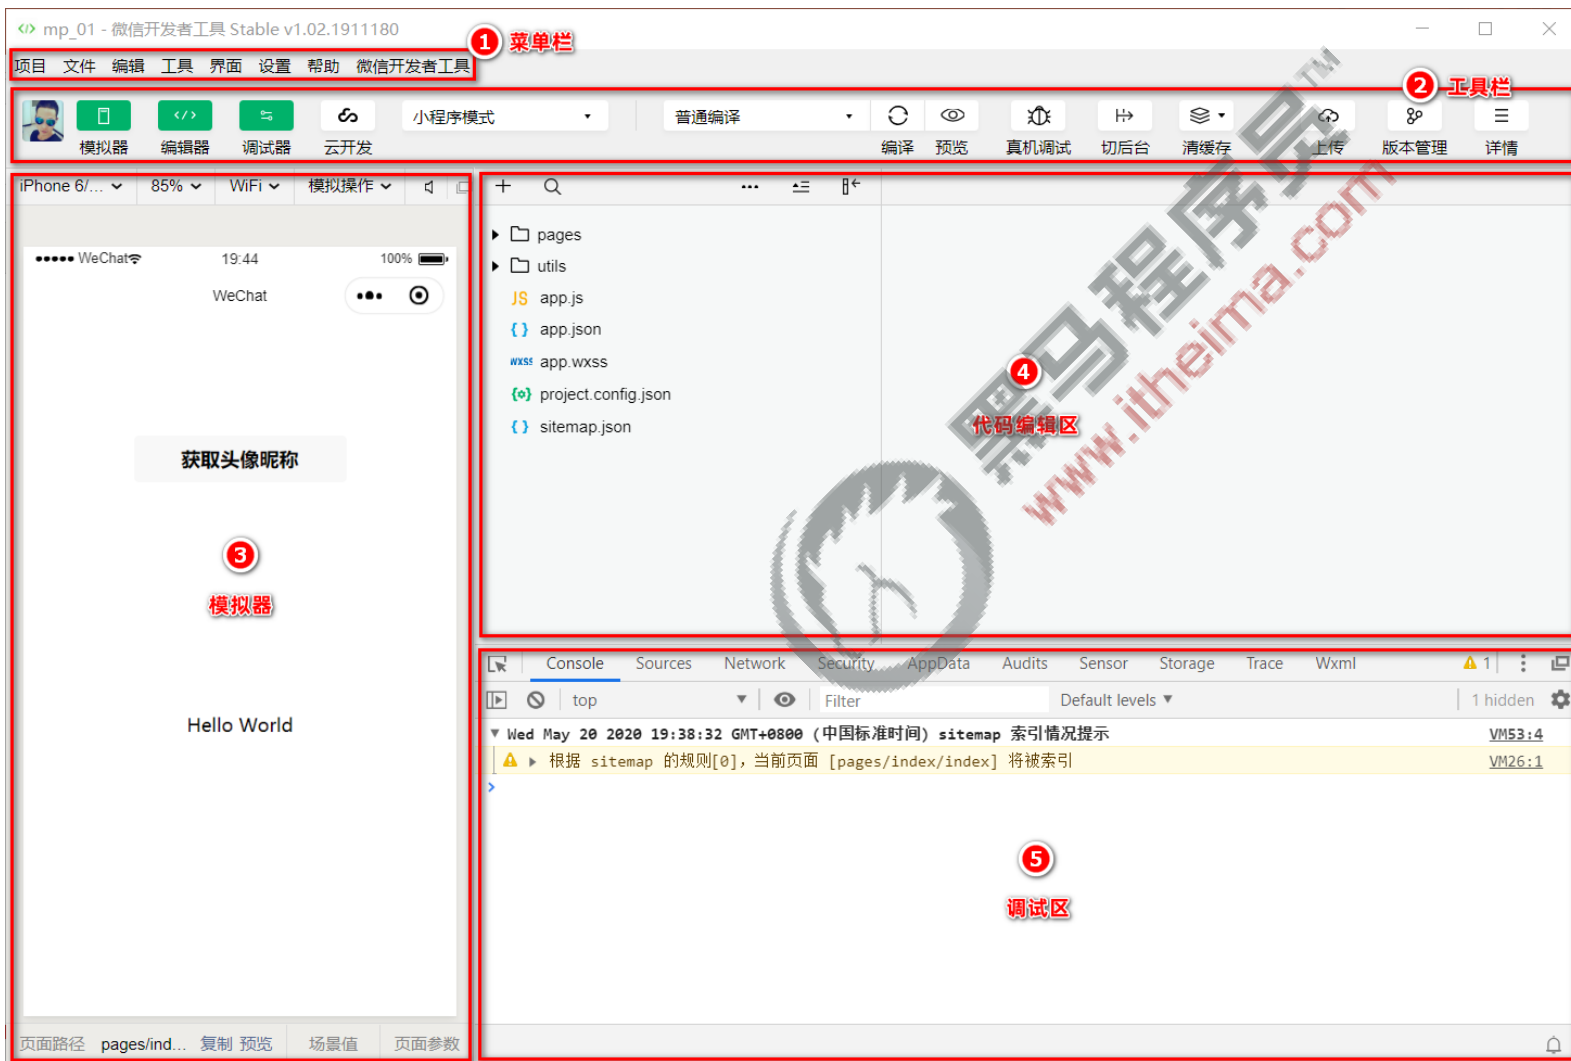 mp_01 - 微信开发者工具 Stable v1.02.1911180
1 菜单栏
项目 文件 编辑 工具 界面 设置 帮助 微信开发者工具
2 工具栏
小程序模式 普通编译
模拟器 编辑器 调试器 云开发 编译 预览 真机调试 切后台 清缓存 上传 版本管理 详情
iPhone 6/... 85% WiFi 模拟操作
WeChat 19:44 100%
WeChat
获取头像昵称
3
模拟器
Hello World
页面路径 pages/ind... 复制 预览 场景值 页面参数
pages
utils
JS app.js
{ } app.json
WXSS app.wxss
project.config.json
{ } sitemap.json
4
代码编辑区
黑马程序员TM
www.itheima.com
Console Sources Network Security AppData Audits Sensor Storage Trace Wxml 1
top Filter Default levels 1 hidden
Wed May 20 2020 19:38:32 GMT+0800 (中国标准时间) sitemap 索引情况提示 VM53:4
根据 sitemap 的规则[0]，当前页面 [pages/index/index] 将被索引 VM26:1
5
调试区